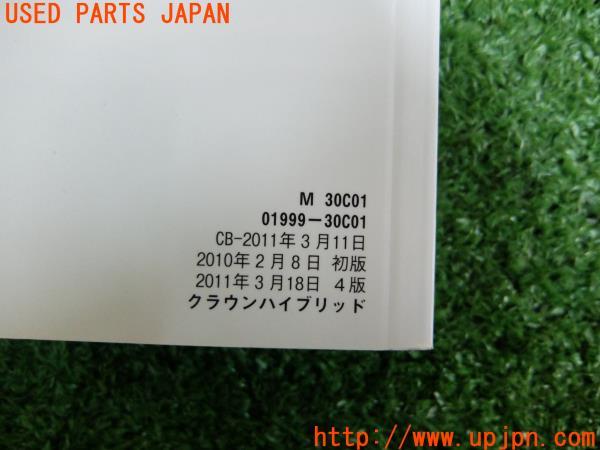 USED PARTS JAPAN
M 30C01
01999-30C01
CB-2011年3月11日
2010年2月8日 初版
2011年3月18日 4版
クラウンハイブリッド
http://www.upjpn.com/